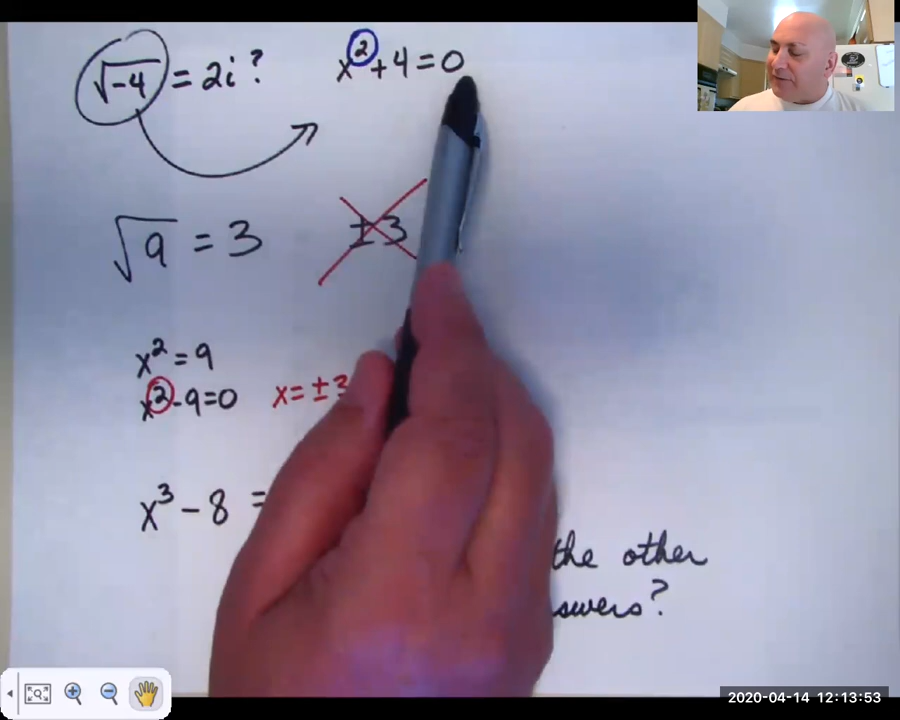 √-4 = 2i ?
x²+4=0
√9 = 3
±3
x² = 9
x²-9=0 x=±3
x³ - 8 =
the other
swers?
2020-04-14 12:13:53